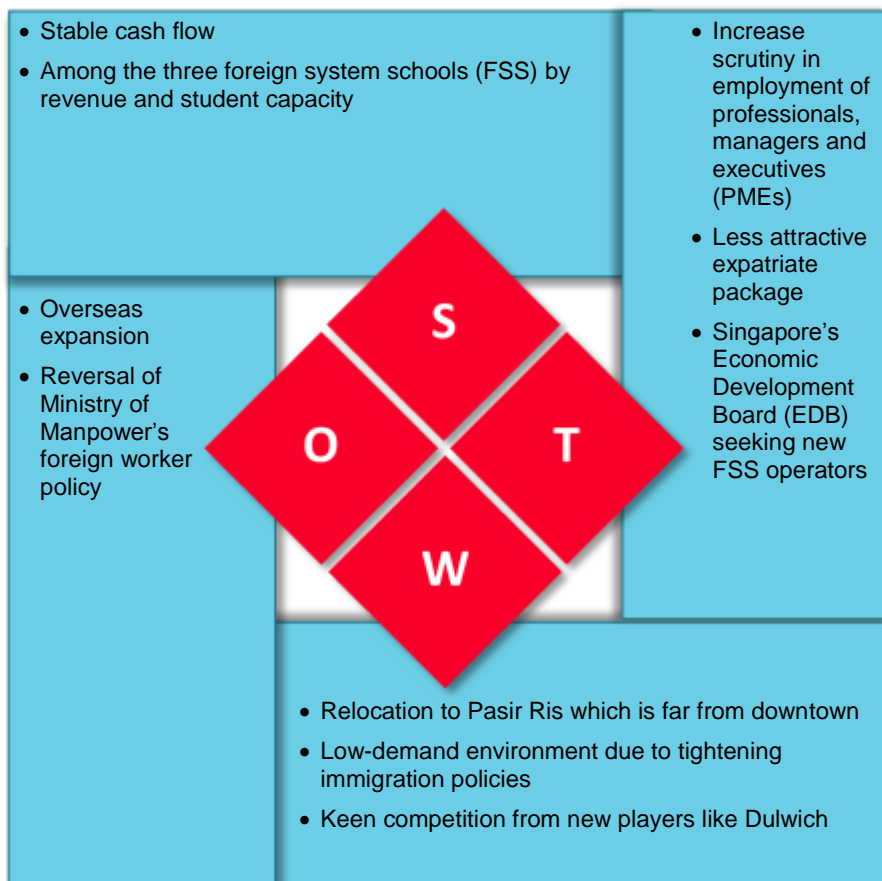 • Stable cash flow
• Among the three foreign system schools (FSS) by
revenue and student capacity
• Increase
scrutiny in
employment of
professionals,
managers and
executives
(PMEs)
• Less attractive
expatriate
package
• Singapore's
Economic
Development
Board (EDB)
seeking new
FSS operators
• Overseas
expansion
• Reversal of
Ministry of
Manpower's
foreign worker
policy
S
O
T
W
• Relocation to Pasir Ris which is far from downtown
• Low-demand environment due to tightening
immigration policies
• Keen competition from new players like Dulwich